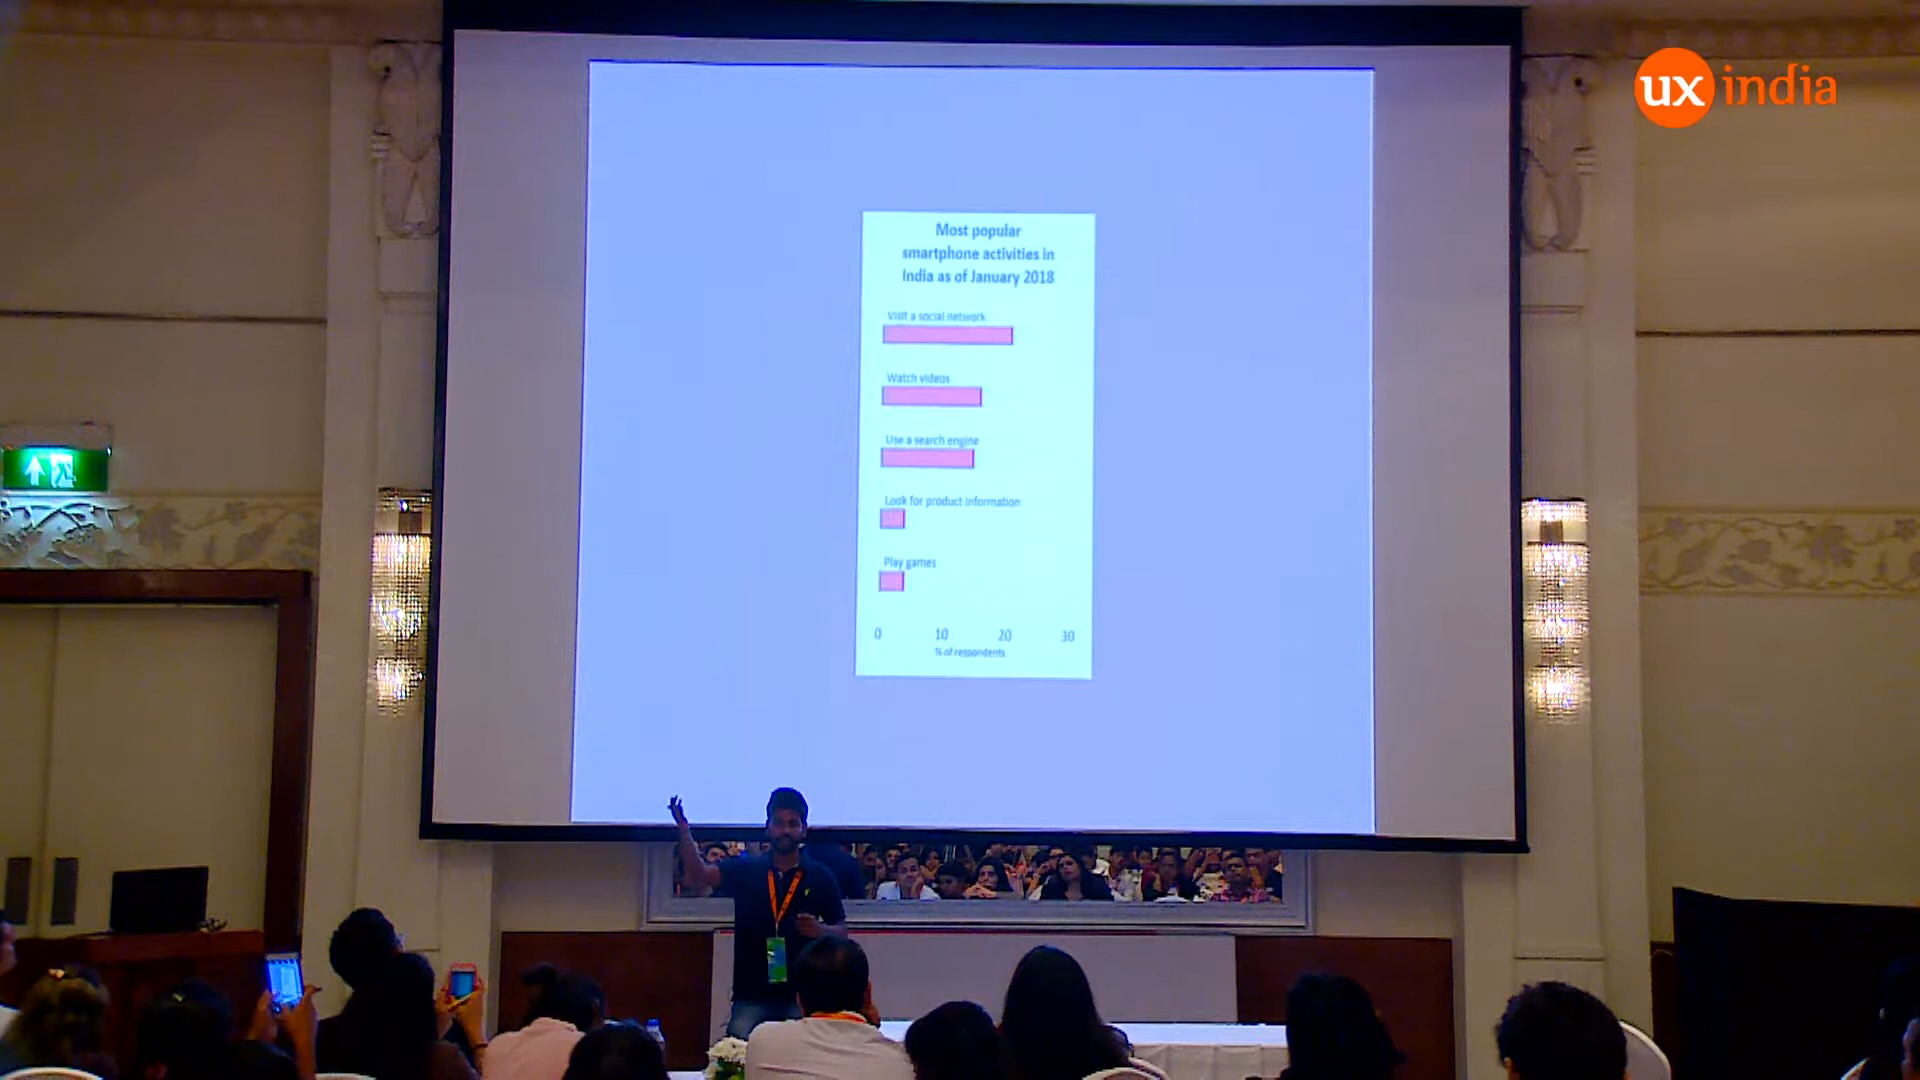 ux india
Most popular
smartphone activities in
India as of January 2018
Visit a social network
Watch videos
Use a search engine
Look for product information
Play games
0 10 20 30
% of respondents